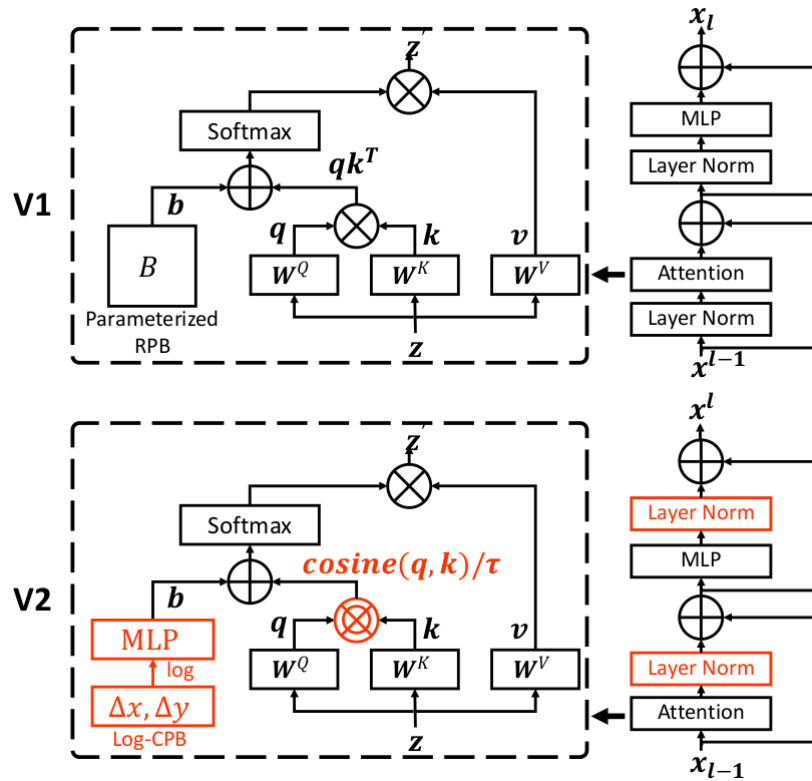 V1
z′
Softmax
qkᵀ
b
q
k
v
B
W^Q
W^K
W^V
Parameterized
RPB
z
x_l
MLP
Layer Norm
Attention
Layer Norm
x^{l-1}
V2
z′
Softmax
cosine(q, k)/τ
b
q
k
v
MLP
W^Q
W^K
W^V
log
Δx, Δy
Log-CPB
z
x^l
Layer Norm
MLP
Layer Norm
Attention
x_{l-1}